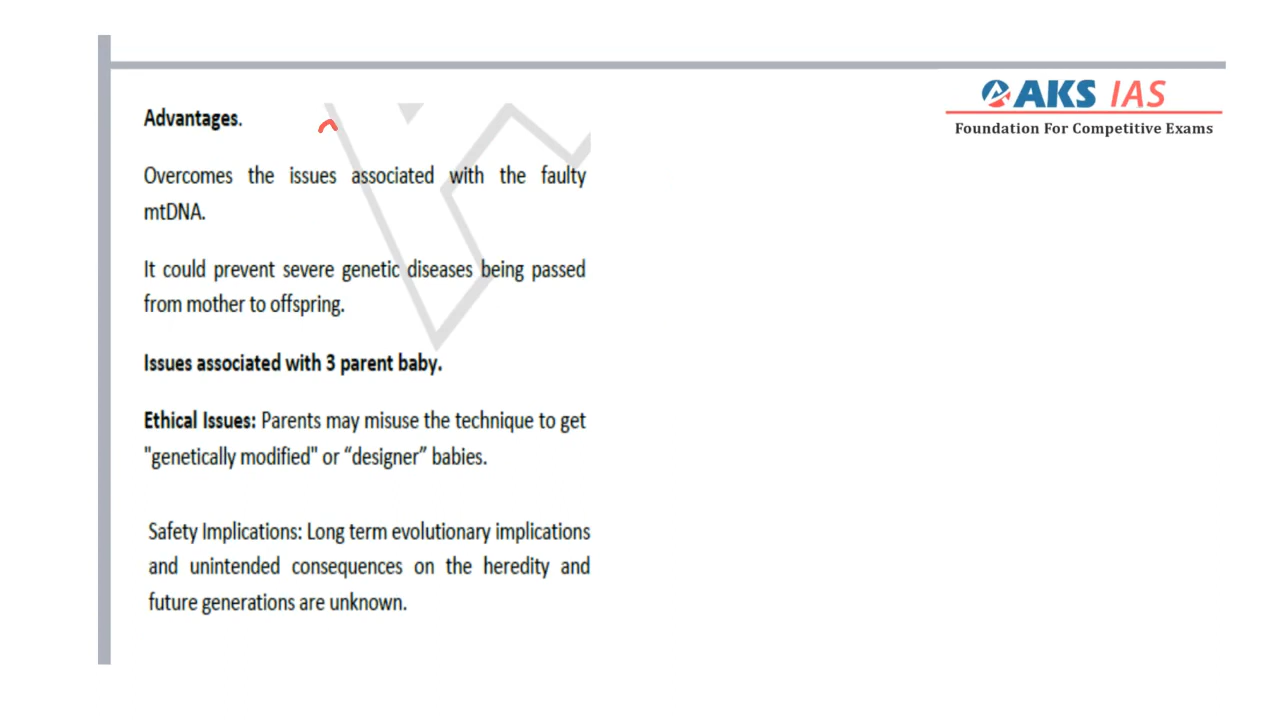 AKS IAS
Foundation For Competitive Exams
Advantages.
Overcomes the issues associated with the faulty
mtDNA.
It could prevent severe genetic diseases being passed
from mother to offspring.
Issues associated with 3 parent baby.
Ethical Issues: Parents may misuse the technique to get
"genetically modified" or “designer” babies.
Safety Implications: Long term evolutionary implications
and unintended consequences on the heredity and
future generations are unknown.